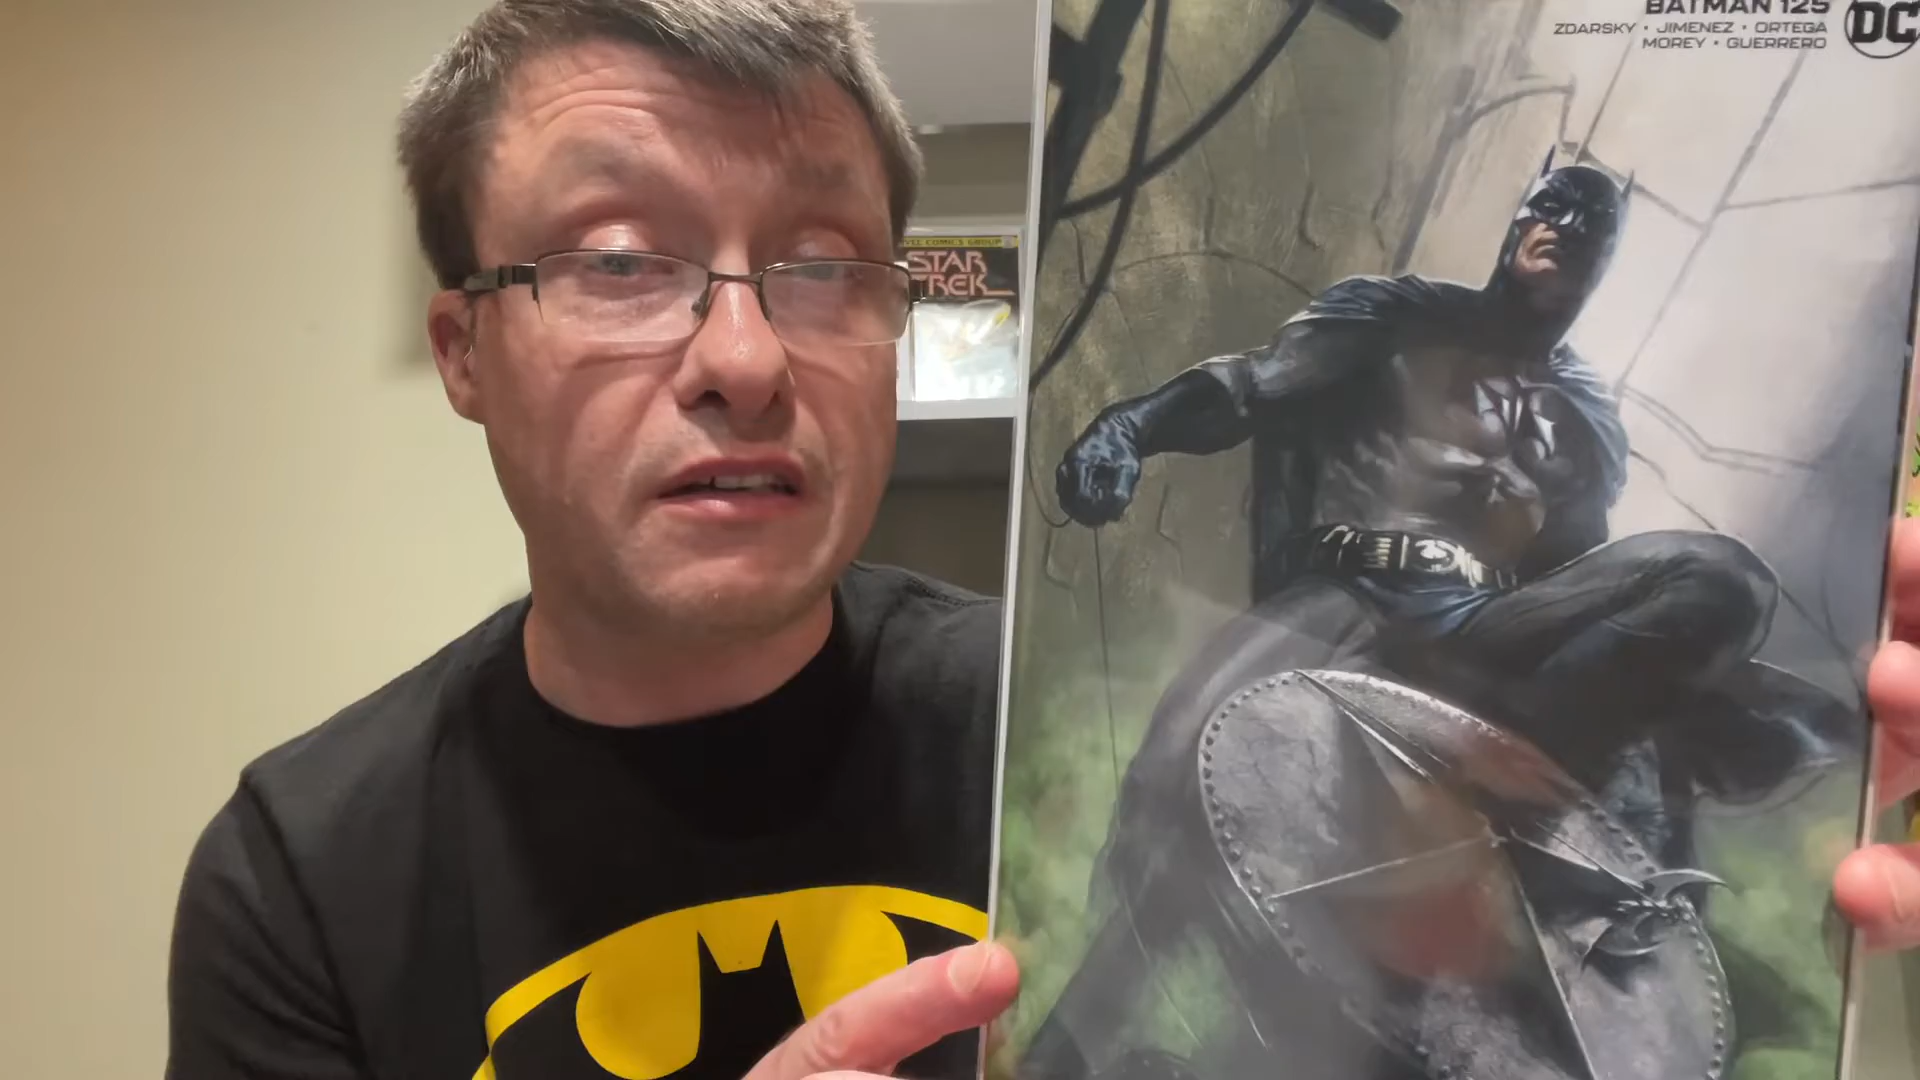 BATMAN 125
ZDARSKY • JIMENEZ • ORTEGA
MOREY • GUERRERO
DC
MARVEL COMICS GROUP
STAR
TREK